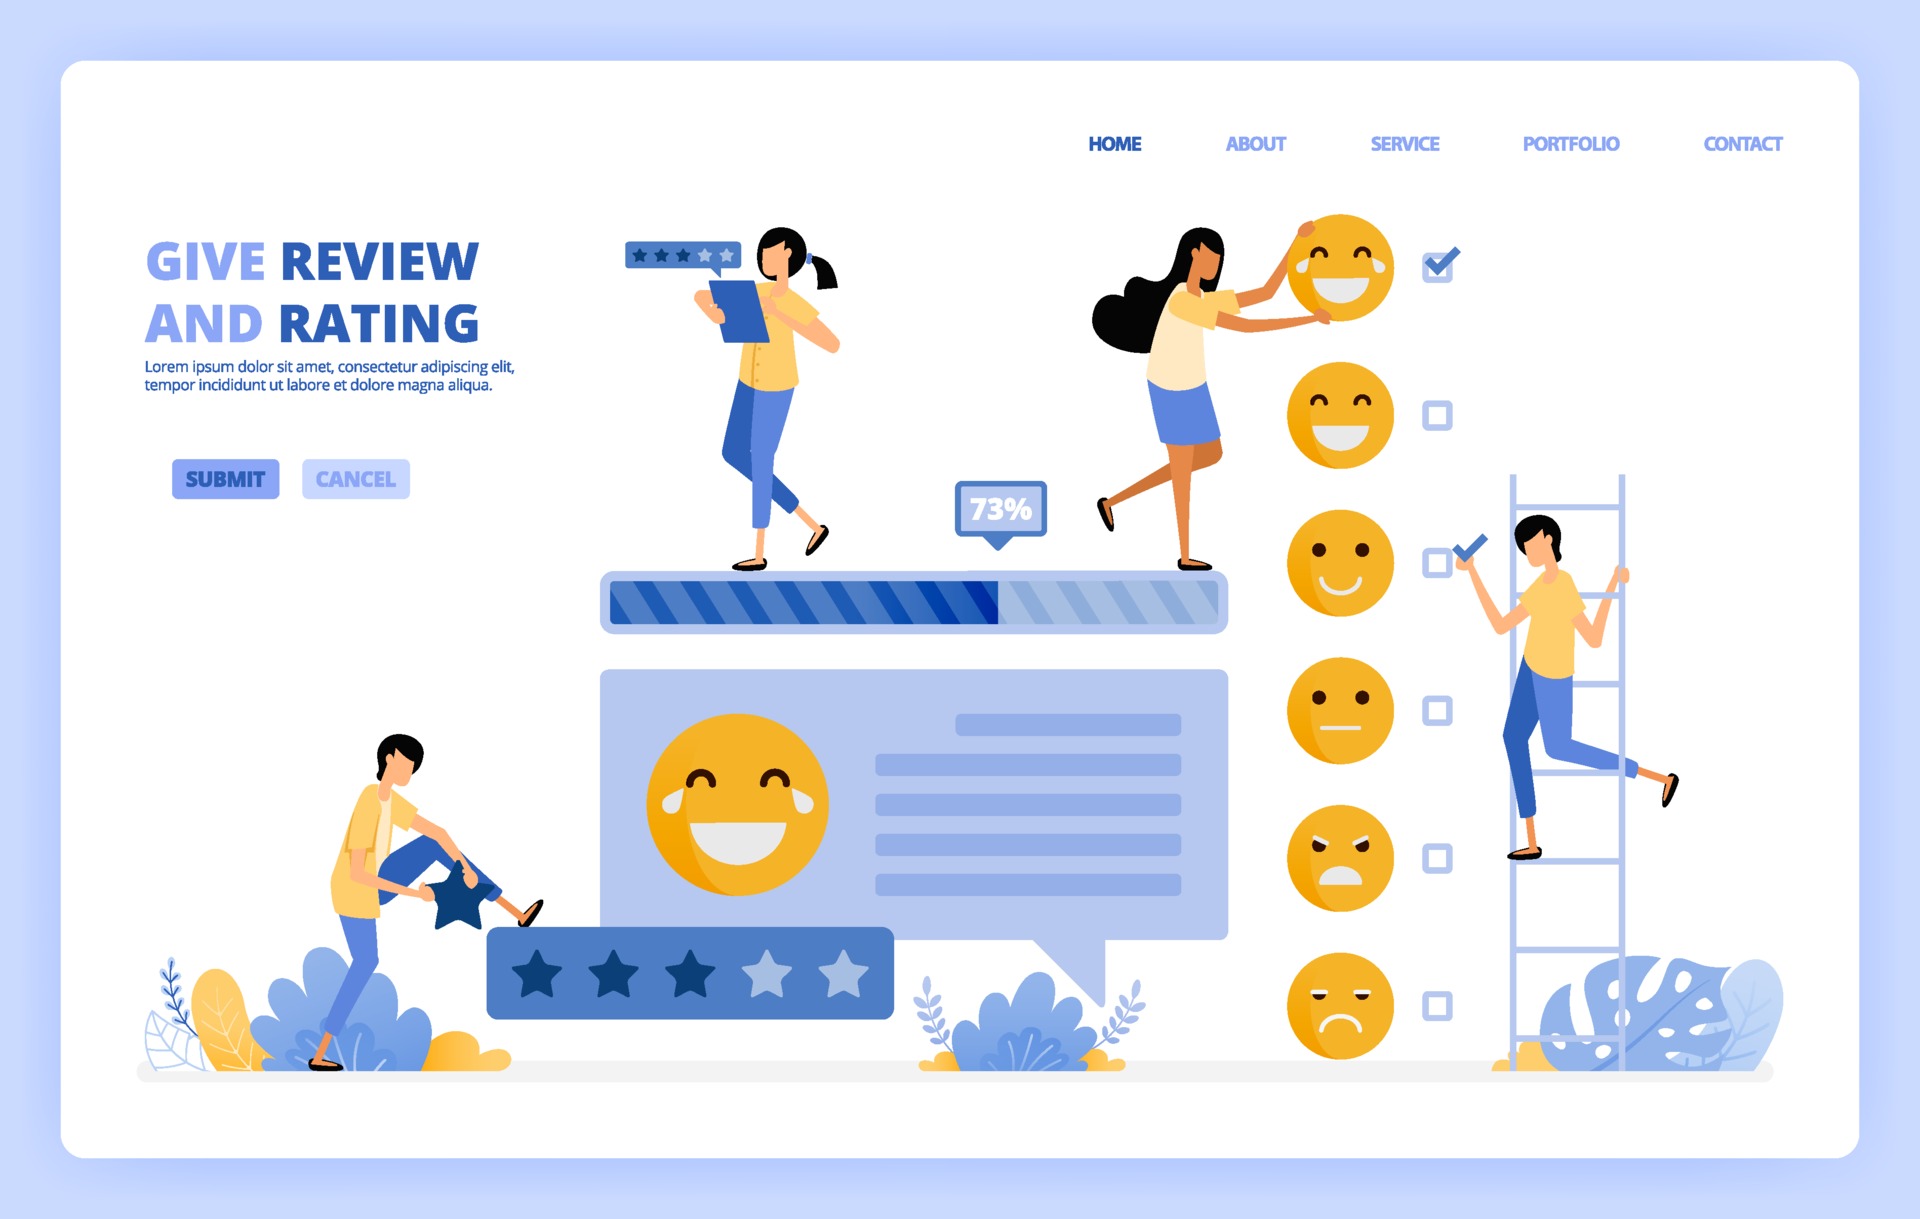 HOME ABOUT SERVICE PORTFOLIO CONTACT
GIVE REVIEW
AND RATING
Lorem ipsum dolor sit amet, consectetur adipiscing elit,
tempor incididunt ut labore et dolore magna aliqua.
SUBMIT CANCEL
73%